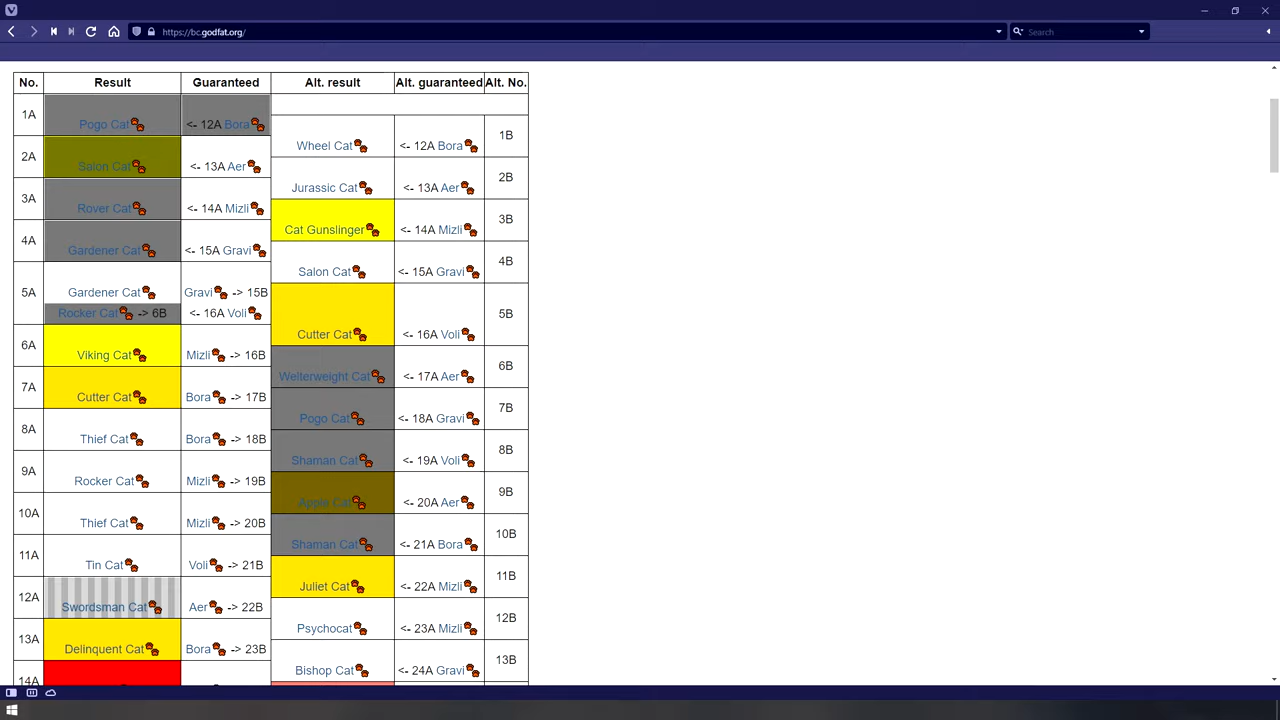 https://bc.godfat.org/
Search
No. Result Guaranteed Alt. result Alt. guaranteed Alt. No.
1A Pogo Cat <- 12A Bora
Wheel Cat <- 12A Bora 1B
2A Salon Cat <- 13A Aer
Jurassic Cat <- 13A Aer 2B
3A Rover Cat <- 14A Mizli
Cat Gunslinger <- 14A Mizli 3B
4A Gardener Cat <- 15A Gravi
Salon Cat <- 15A Gravi 4B
5A Gardener Cat Gravi -> 15B
Rocker Cat -> 6B <- 16A Voli
Cutter Cat <- 16A Voli 5B
6A Viking Cat Mizli -> 16B
Welterweight Cat <- 17A Aer 6B
7A Cutter Cat Bora -> 17B
Pogo Cat <- 18A Gravi 7B
8A Thief Cat Bora -> 18B
Shaman Cat <- 19A Voli 8B
9A Rocker Cat Mizli -> 19B
Apple Cat <- 20A Aer 9B
10A Thief Cat Mizli -> 20B
Shaman Cat <- 21A Bora 10B
11A Tin Cat Voli -> 21B
Juliet Cat <- 22A Mizli 11B
12A Swordsman Cat Aer -> 22B
Psychocat <- 23A Mizli 12B
13A Delinquent Cat Bora -> 23B
Bishop Cat <- 24A Gravi 13B
14A